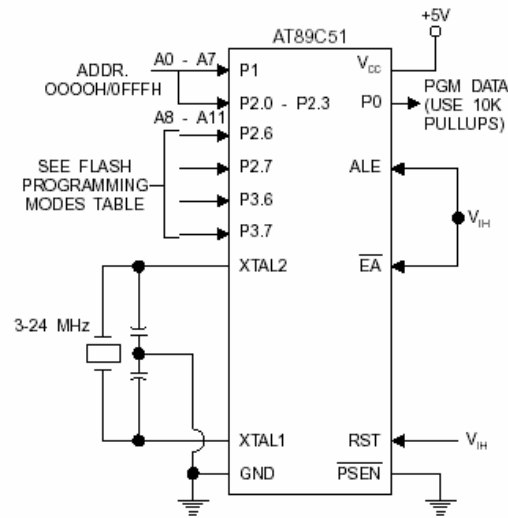 +5V
AT89C51
A0 - A7
ADDR.
OOOOH/OFFFH
P1
VCC
P2.0 - P2.3
P0
PGM DATA
(USE 10K
PULLUPS)
A8 - A11
P2.6
SEE FLASH
PROGRAMMING
MODES TABLE
P2.7
ALE
P3.6
P3.7
VIH
XTAL2
EA
3-24 MHz
XTAL1
RST
VIH
GND
PSEN